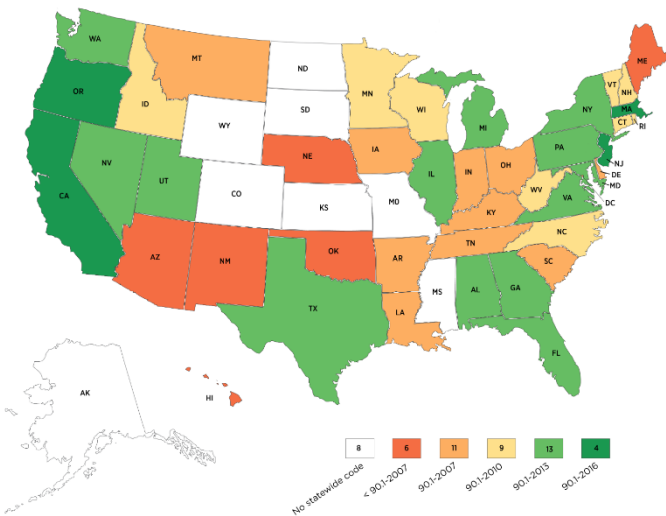 WA
MT
ME
ND
OR
MN
VT
NH
ID
WI
SD
NY
MA
WY
MI
CT
RI
IA
PA
NE
NV
NJ
OH
IL
IN
UT
DE
CO
MD
WV
CA
VA
KS
MO
DC
KY
NC
TN
OK
AZ
NM
AR
SC
MS
AL
GA
TX
LA
FL
AK
HI
8
6
11
9
13
4
No statewide code
< 90.1-2007
90.1-2007
90.1-2010
90.1-2013
90.1-2016